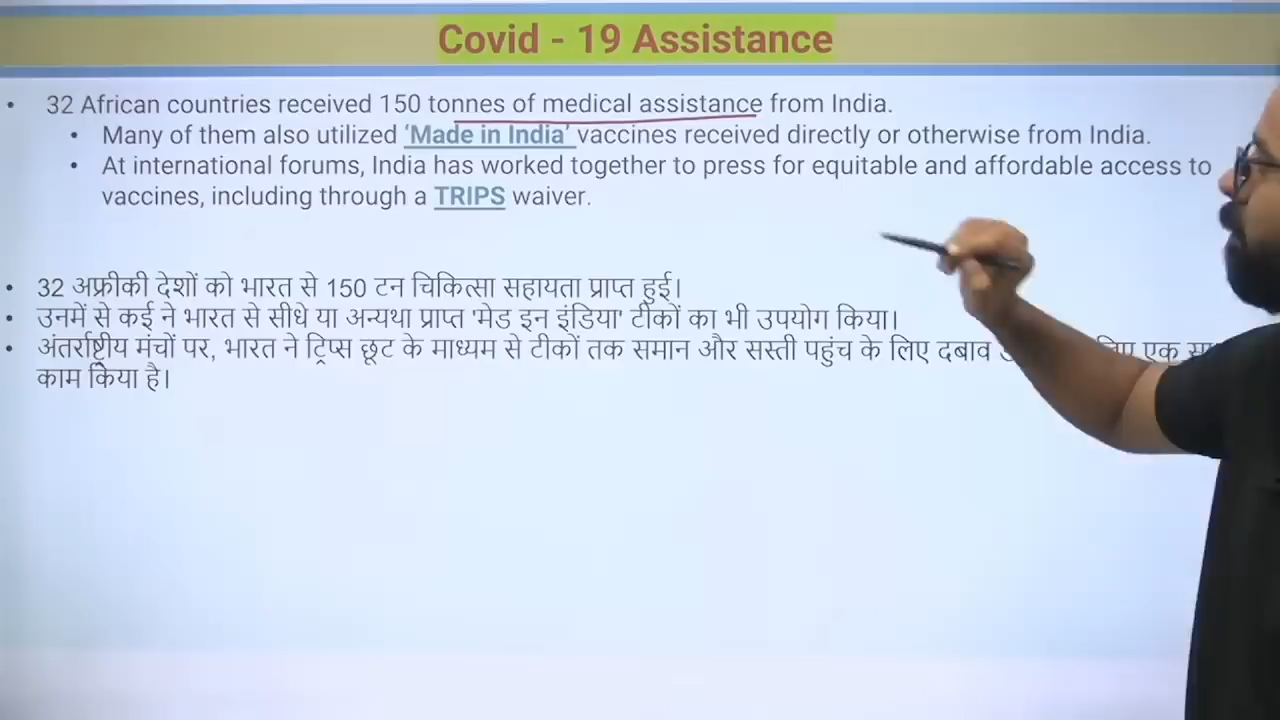 Covid - 19 Assistance
• 32 African countries received 150 tonnes of medical assistance from India.
• Many of them also utilized ‘Made in India’ vaccines received directly or otherwise from India.
• At international forums, India has worked together to press for equitable and affordable access to
vaccines, including through a TRIPS waiver.
• 32 अफ्रीकी देशों को भारत से 150 टन चिकित्सा सहायता प्राप्त हुई।
• उनमें से कई ने भारत से सीधे या अन्यथा प्राप्त 'मेड इन इंडिया' टीकों का भी उपयोग किया।
• अंतर्राष्ट्रीय मंचों पर, भारत ने ट्रिप्स छूट के माध्यम से टीकों तक समान और सस्ती पहुंच के लिए दबाव एक
काम किया है।